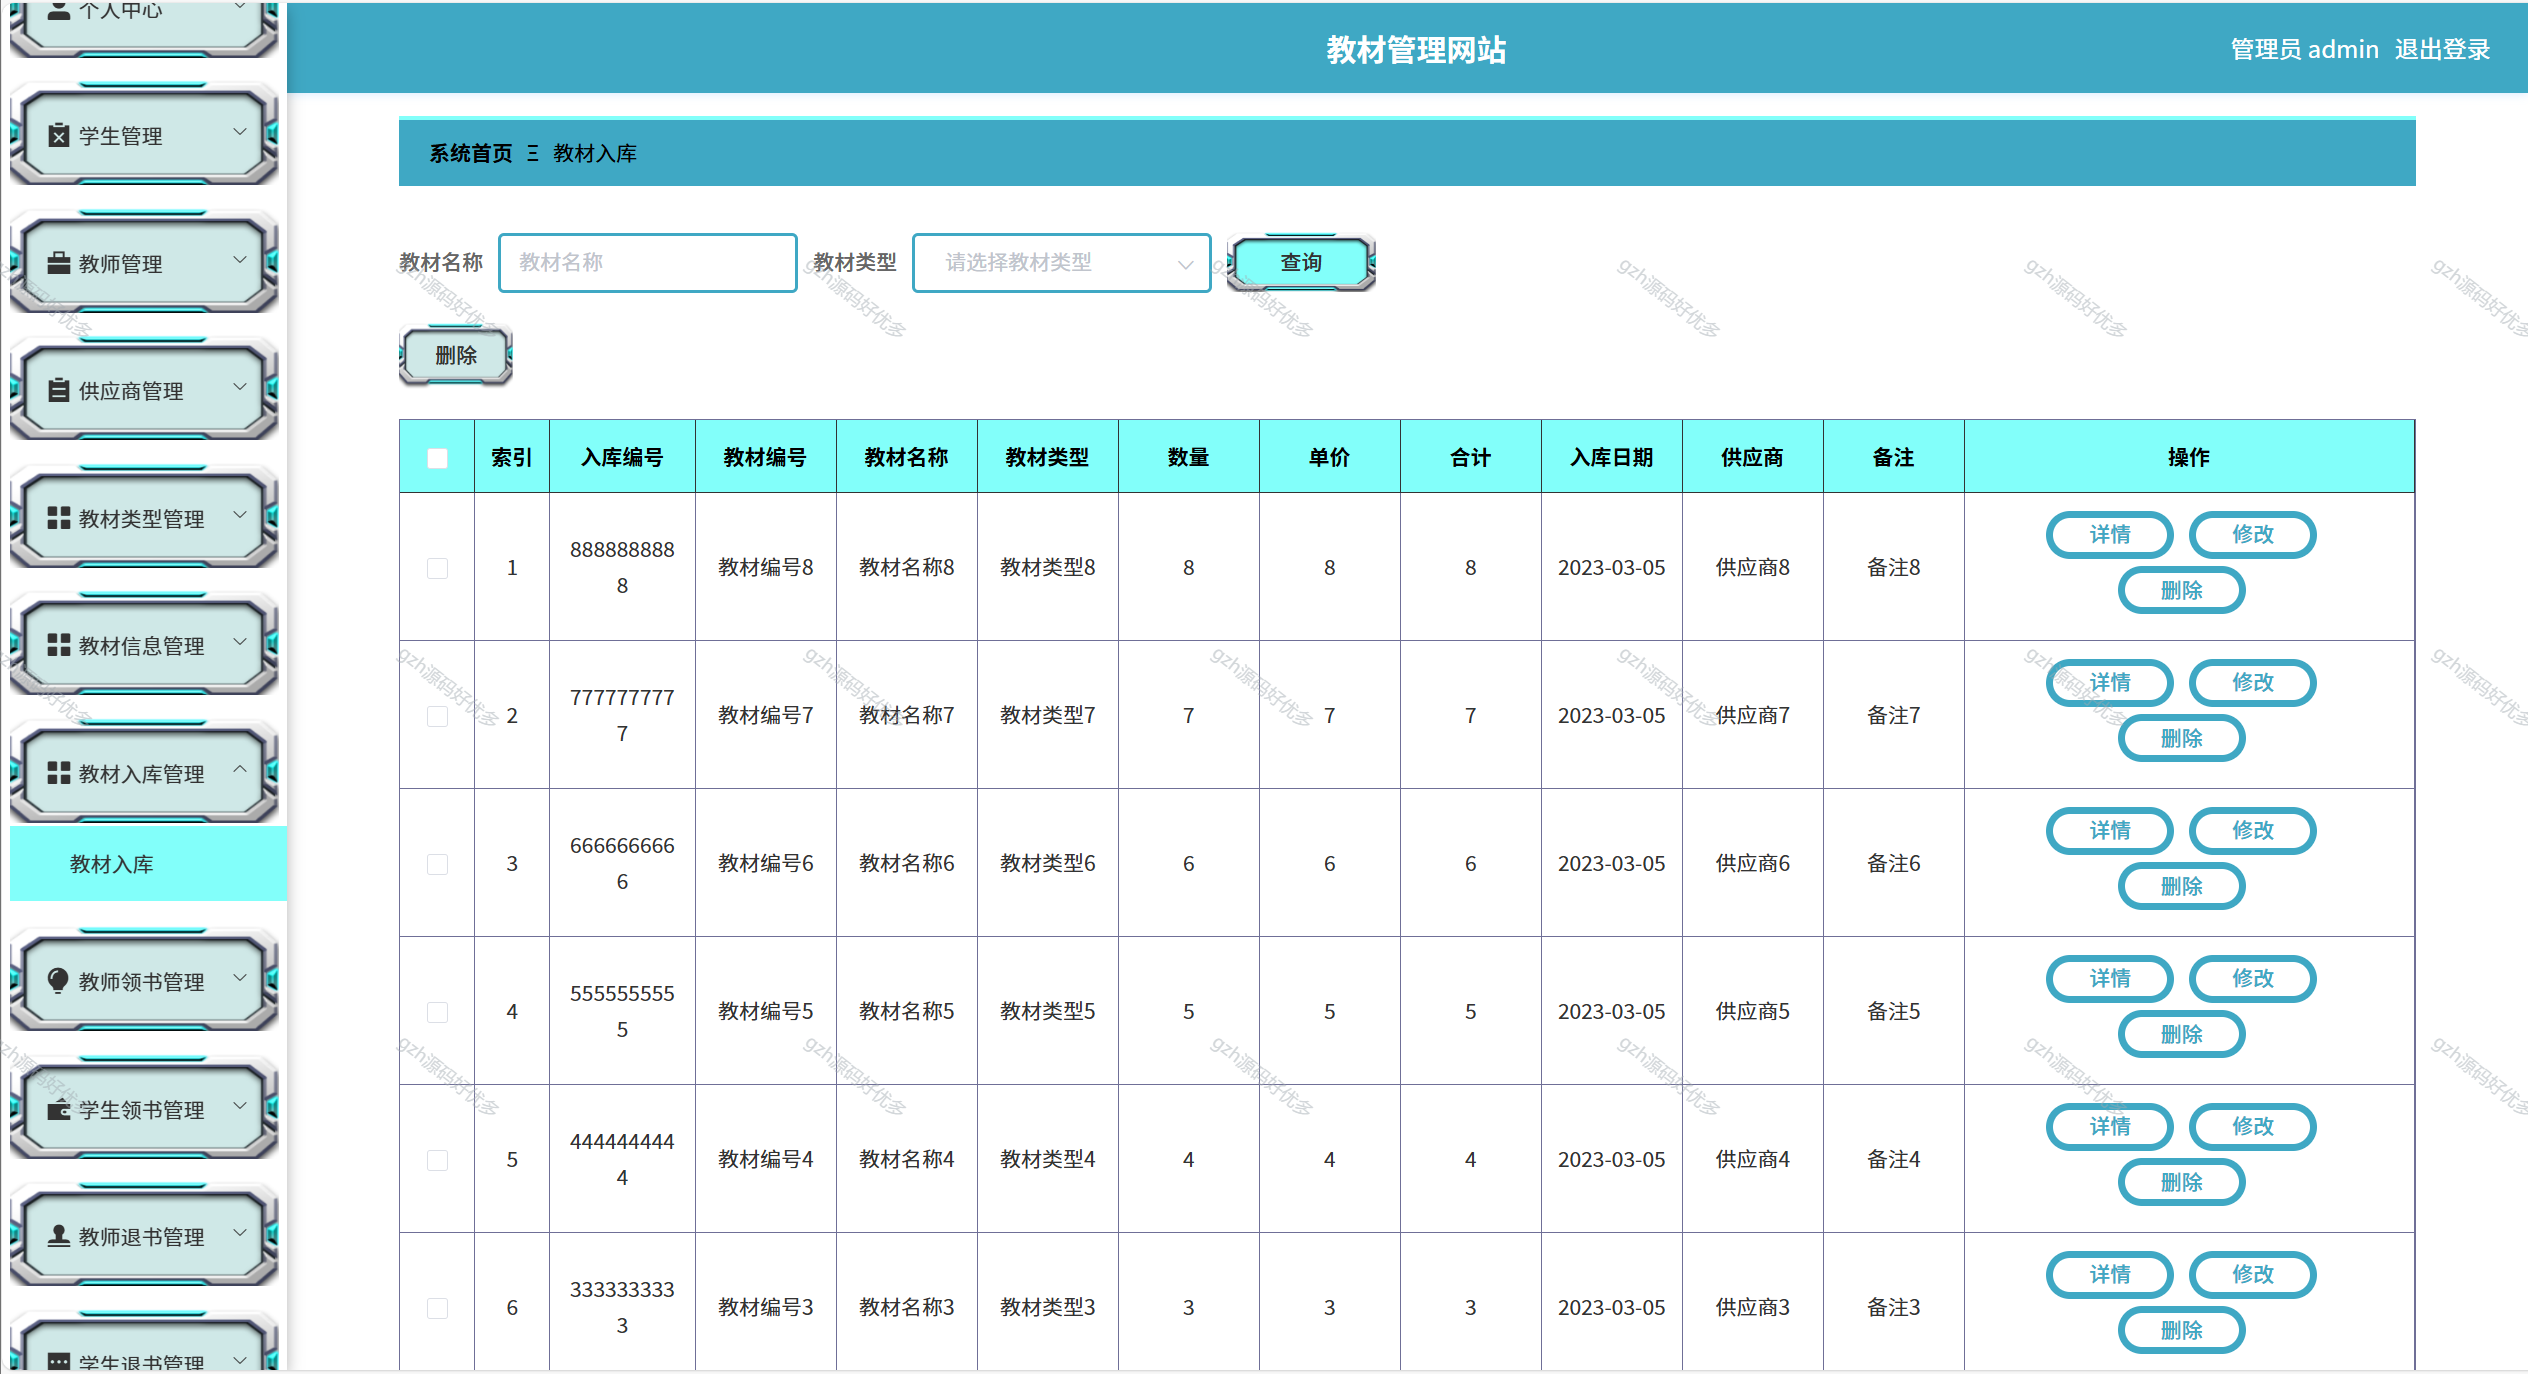 个人中心
学生管理
教师管理
供应商管理
教材类型管理
教材信息管理
教材入库管理
教材入库
教师领书管理
学生领书管理
教师退书管理
学生退书管理
教材管理网站
管理员 admin 退出登录
系统首页 Ξ 教材入库
教材名称 教材名称 教材类型 请选择教材类型 查询
删除
索引 入库编号 教材编号 教材名称 教材类型 数量 单价 合计 入库日期 供应商 备注 操作
1 8888888888 教材编号8 教材名称8 教材类型8 8 8 8 2023-03-05 供应商8 备注8 详情 修改 删除
2 7777777777 教材编号7 教材名称7 教材类型7 7 7 7 2023-03-05 供应商7 备注7 详情 修改 删除
3 6666666666 教材编号6 教材名称6 教材类型6 6 6 6 2023-03-05 供应商6 备注6 详情 修改 删除
4 5555555555 教材编号5 教材名称5 教材类型5 5 5 5 2023-03-05 供应商5 备注5 详情 修改 删除
5 4444444444 教材编号4 教材名称4 教材类型4 4 4 4 2023-03-05 供应商4 备注4 详情 修改 删除
6 3333333333 教材编号3 教材名称3 教材类型3 3 3 3 2023-03-05 供应商3 备注3 详情 修改 删除
gzh源码好优多